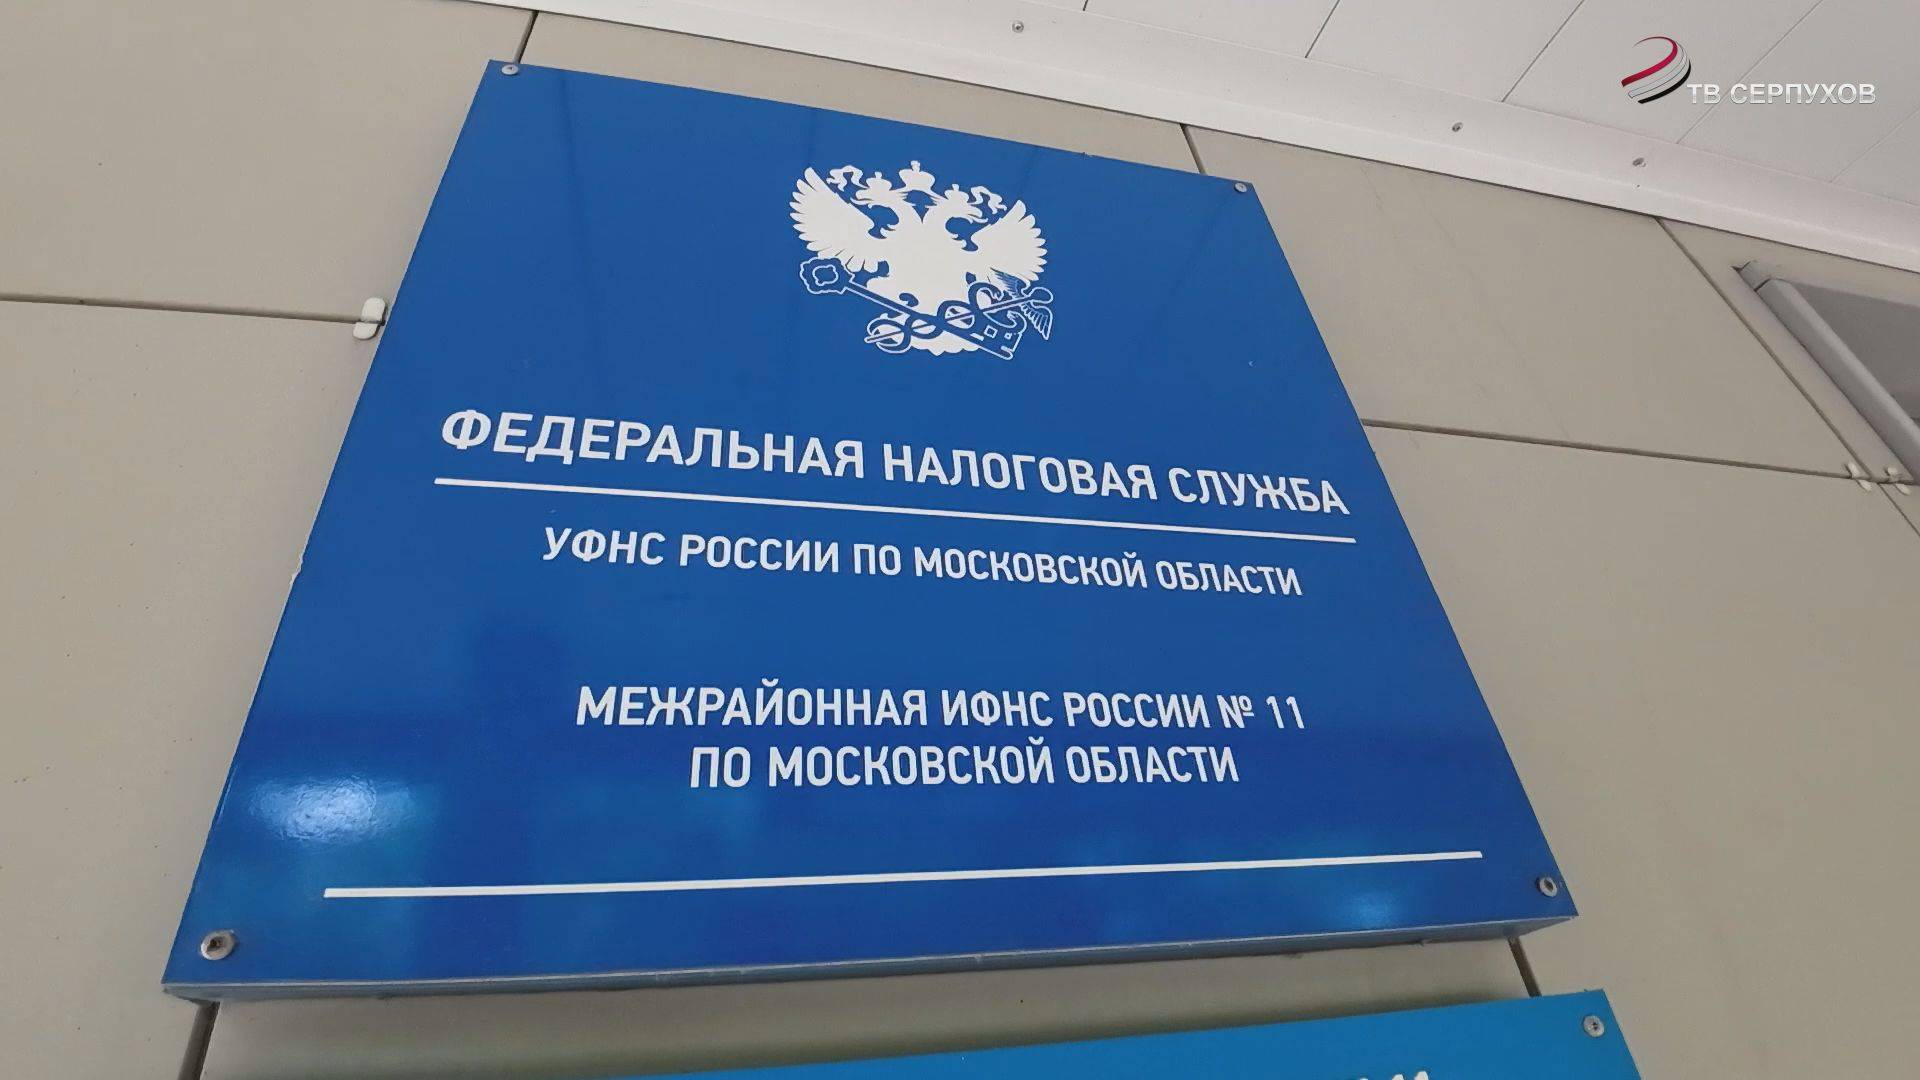 ТВ СЕРПУХОВ
ФЕДЕРАЛЬНАЯ НАЛОГОВАЯ СЛУЖБА
УФНС РОССИИ ПО МОСКОВСКОЙ ОБЛАСТИ
МЕЖРАЙОННАЯ ИФНС РОССИИ № 11
ПО МОСКОВСКОЙ ОБЛАСТИ